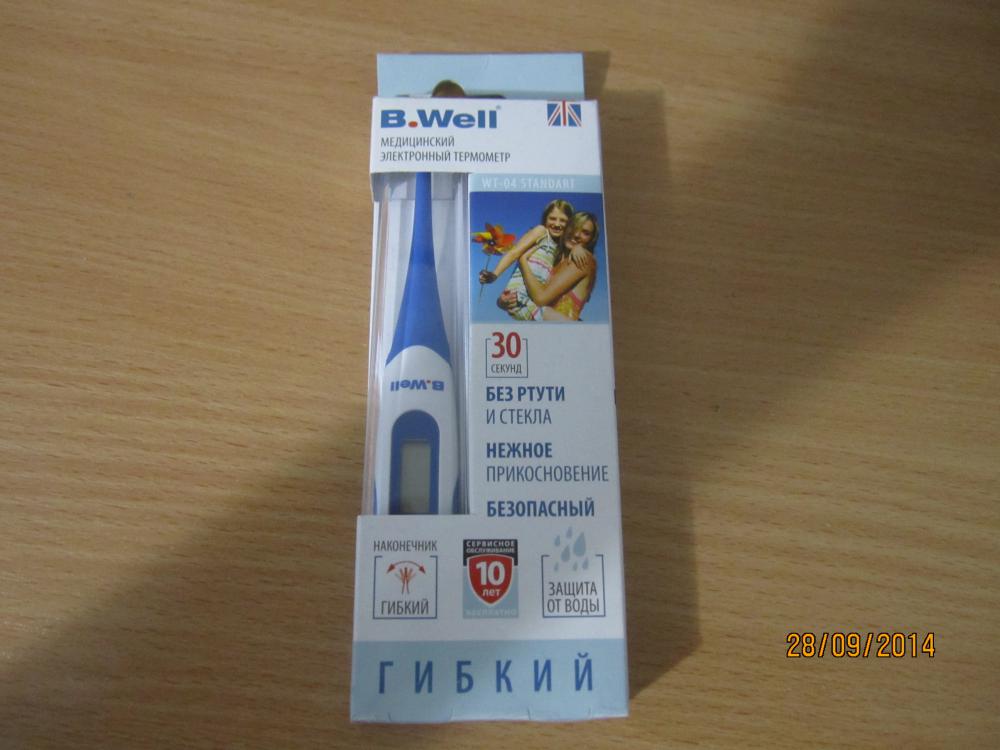 B.Well
МЕДИЦИНСКИЙ
ЭЛЕКТРОННЫЙ ТЕРМОМЕТР
WT-04 STANDART
30
СЕКУНД
B.Well
БЕЗ РТУТИ
И СТЕКЛА
НЕЖНОЕ
ПРИКОСНОВЕНИЕ
БЕЗОПАСНЫЙ
НАКОНЕЧНИК
ГИБКИЙ
СЕРВИСНОЕ
ОБСЛУЖИВАНИЕ
10
лет
БЕСПЛАТНО
ЗАЩИТА
ОТ ВОДЫ
ГИБКИЙ
28/09/2014